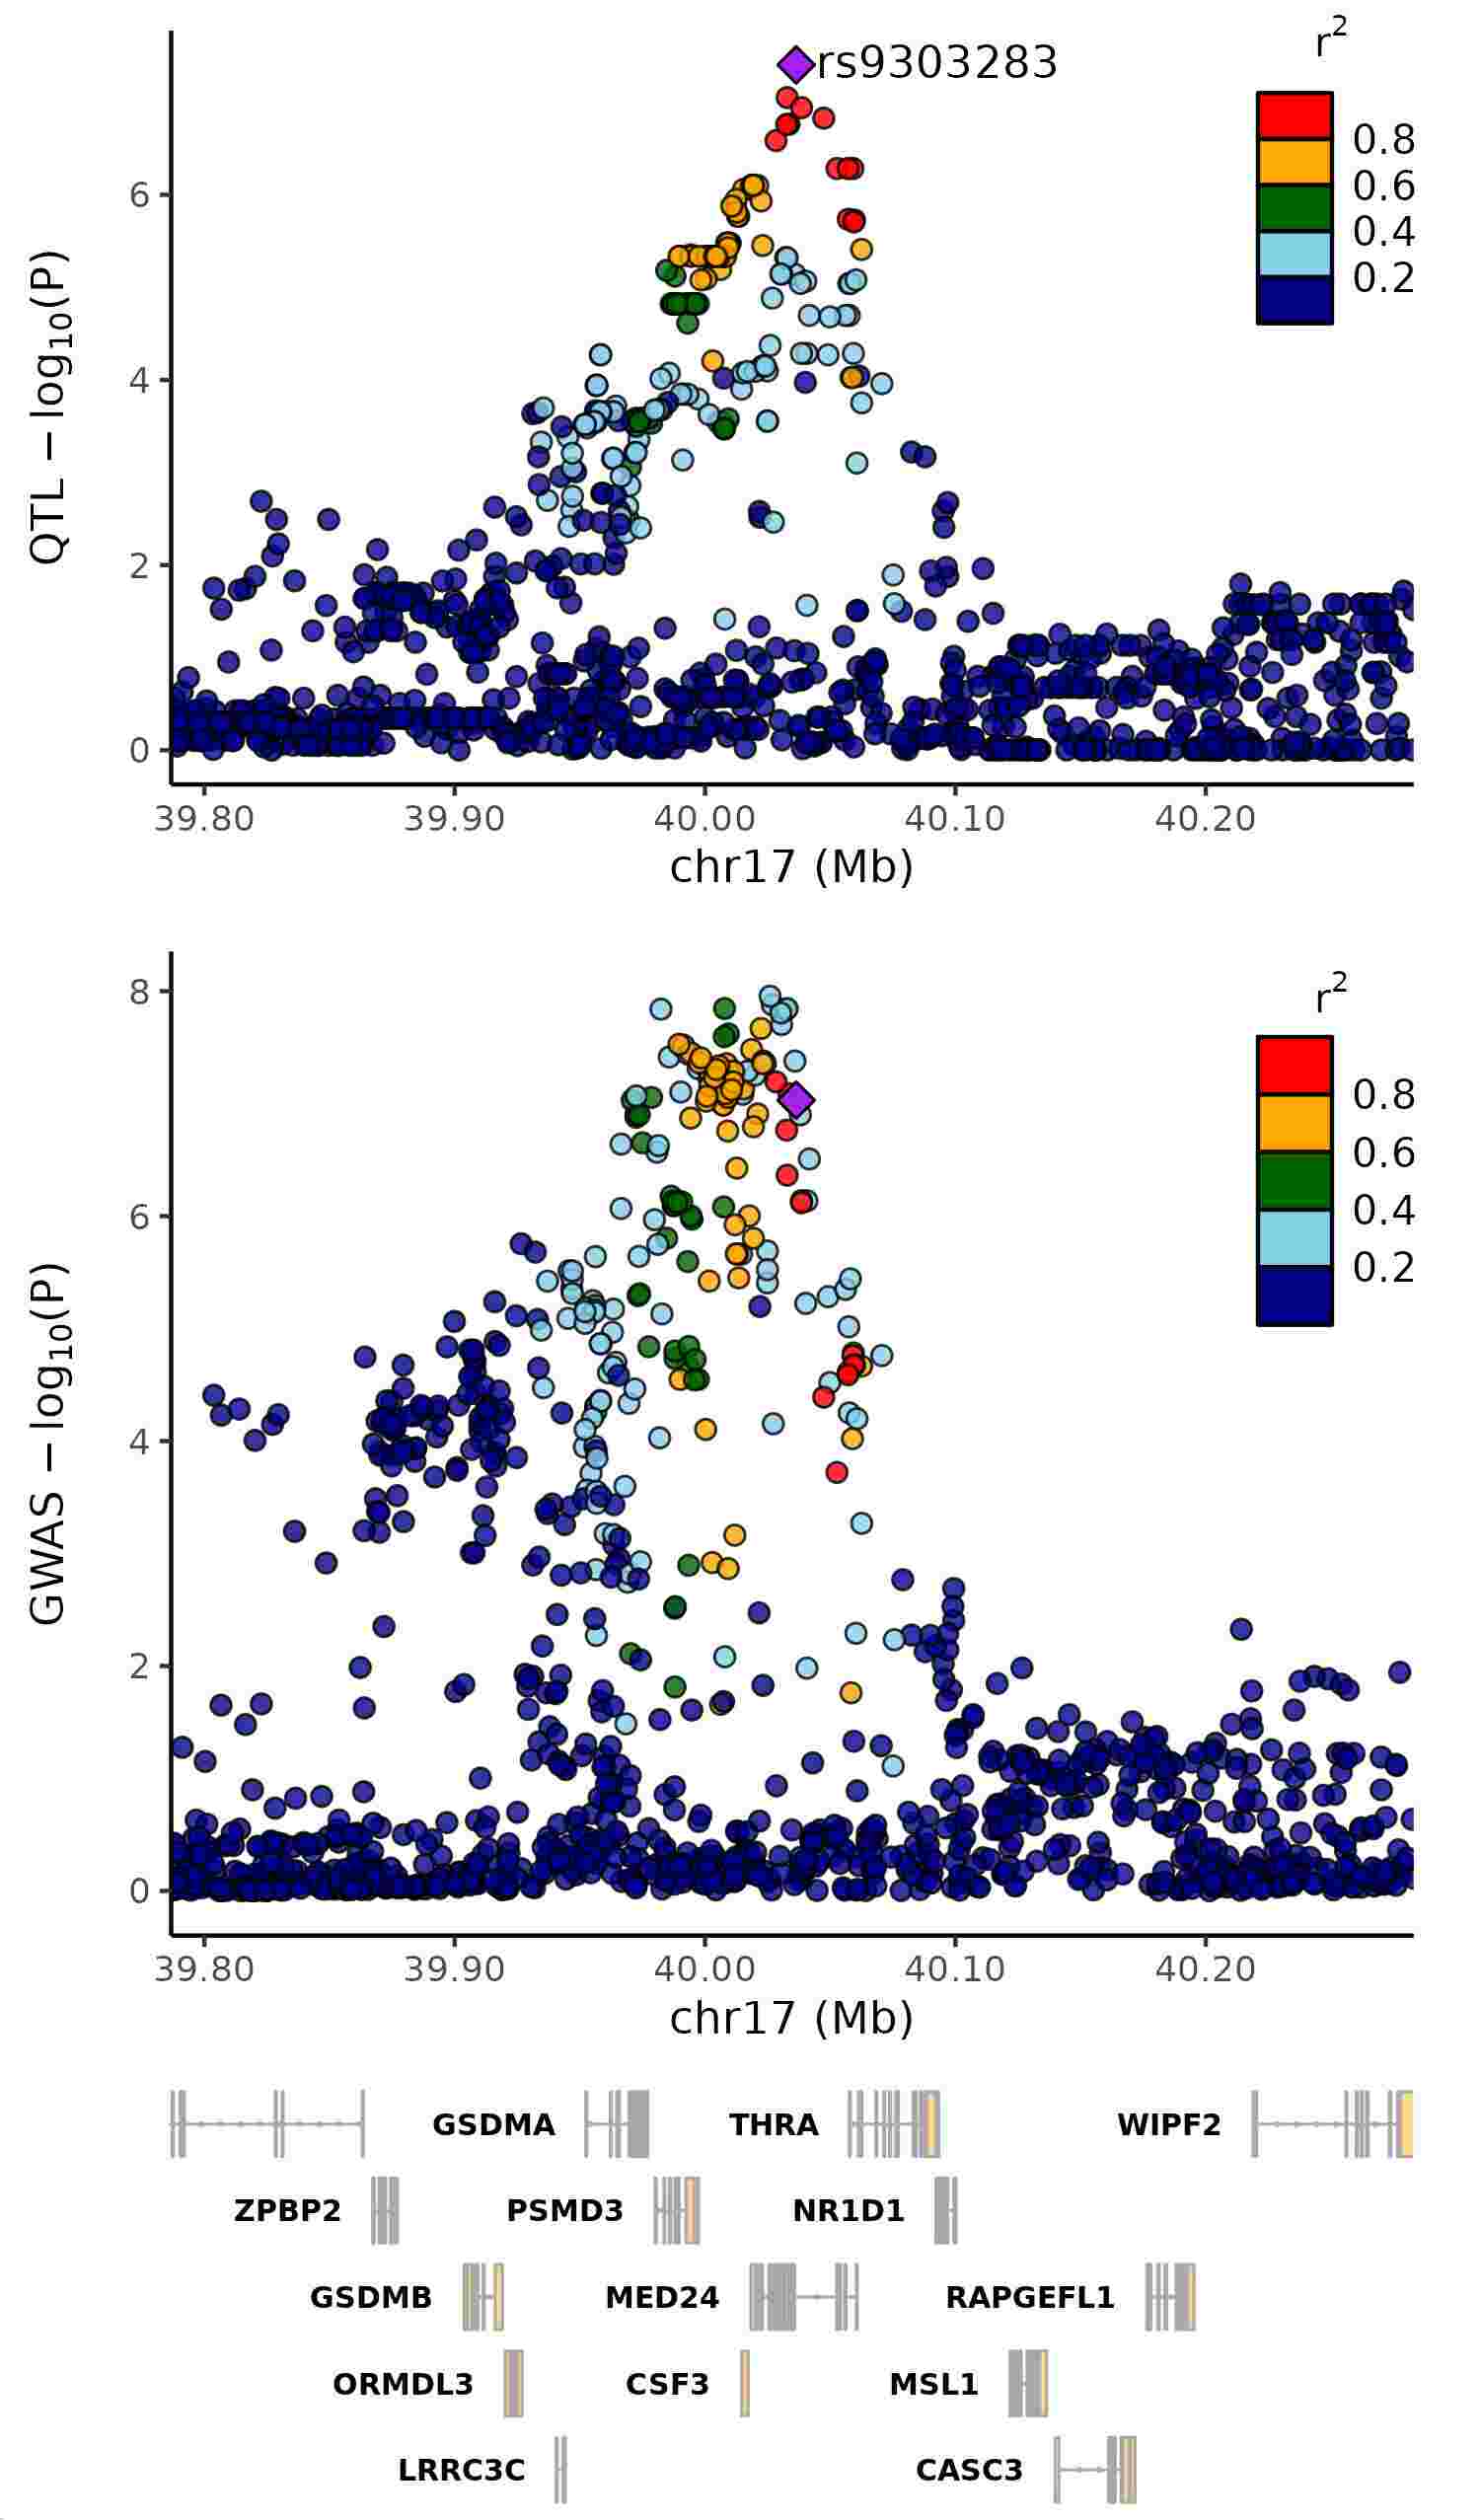 r²
rs9303283
0.8
0.6
0.4
0.2
QTL − log₁₀(P)
6
4
2
0
39.80 39.90 40.00 40.10 40.20
chr17 (Mb)
r²
0.8
0.6
0.4
0.2
GWAS − log₁₀(P)
8
6
4
2
0
39.80 39.90 40.00 40.10 40.20
chr17 (Mb)
GSDMA THRA WIPF2
ZPBP2 PSMD3 NR1D1
GSDMB MED24 RAPGEFL1
ORMDL3 CSF3 MSL1
LRRC3C CASC3